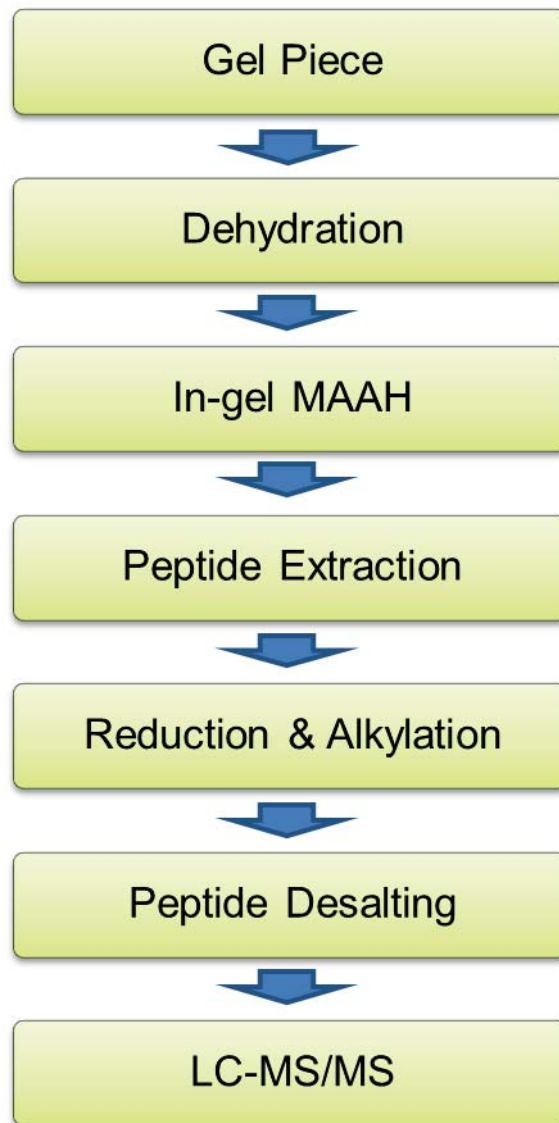 Gel Piece
Dehydration
In-gel MAAH
Peptide Extraction
Reduction & Alkylation
Peptide Desalting
LC-MS/MS